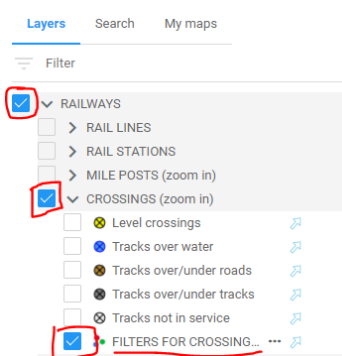 Layers Search My maps
Filter
RAILWAYS
RAIL LINES
RAIL STATIONS
MILE POSTS (zoom in)
CROSSINGS (zoom in)
Level crossings
Tracks over water
Tracks over/under roads
Tracks over/under tracks
Tracks not in service
FILTERS FOR CROSSING...